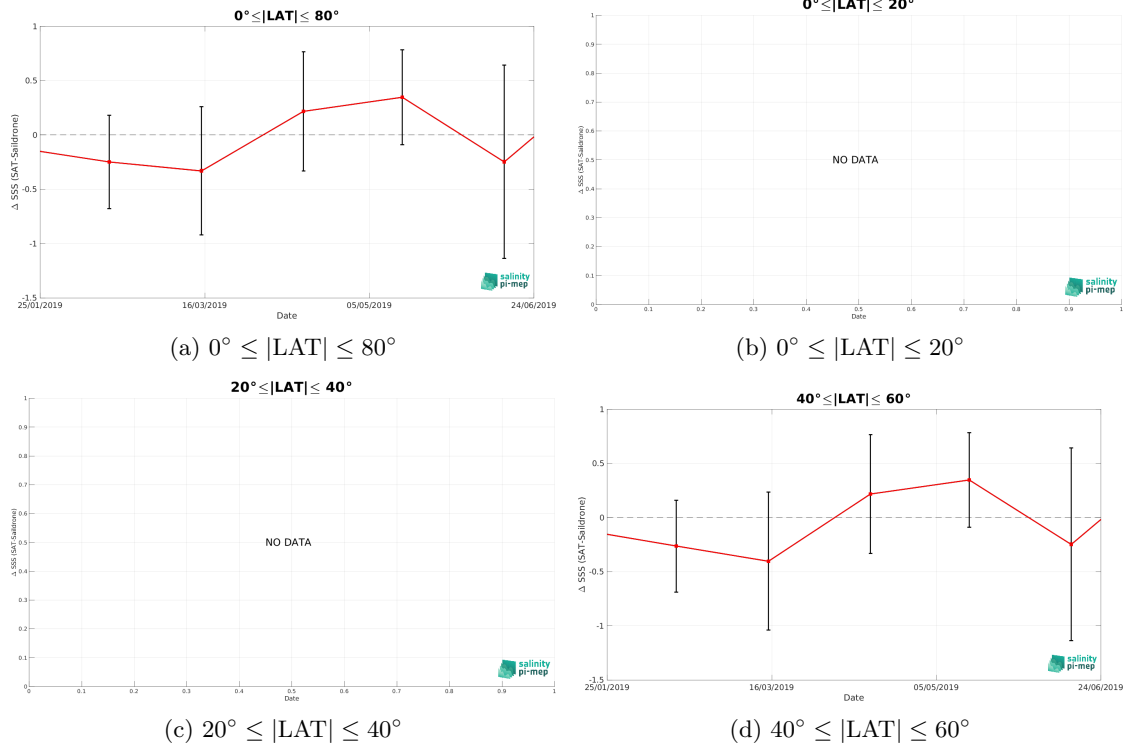 0°≤|LAT|≤ 80°
1
0.5
0
-0.5
-1
-1.5
Δ SSS (SAT-Saildrone)
25/01/2019 16/03/2019 05/05/2019 24/06/2019
Date
salinity
pi-mep
(a) 0° ≤ |LAT| ≤ 80°
0°≤|LAT|≤ 20°
1
0.9
0.8
0.7
0.6
0.5
0.4
0.3
0.2
0.1
0
Δ SSS (SAT-Saildrone)
NO DATA
0 0.1 0.2 0.3 0.4 0.5 0.6 0.7 0.8 0.9 1
Date
salinity
pi-mep
(b) 0° ≤ |LAT| ≤ 20°
20°≤|LAT|≤ 40°
1
0.9
0.8
0.7
0.6
0.5
0.4
0.3
0.2
0.1
0
Δ SSS (SAT-Saildrone)
NO DATA
0 0.1 0.2 0.3 0.4 0.5 0.6 0.7 0.8 0.9 1
Date
salinity
pi-mep
(c) 20° ≤ |LAT| ≤ 40°
40°≤|LAT|≤ 60°
1
0.5
0
-0.5
-1
-1.5
Δ SSS (SAT-Saildrone)
25/01/2019 16/03/2019 05/05/2019 24/06/2019
Date
salinity
pi-mep
(d) 40° ≤ |LAT| ≤ 60°